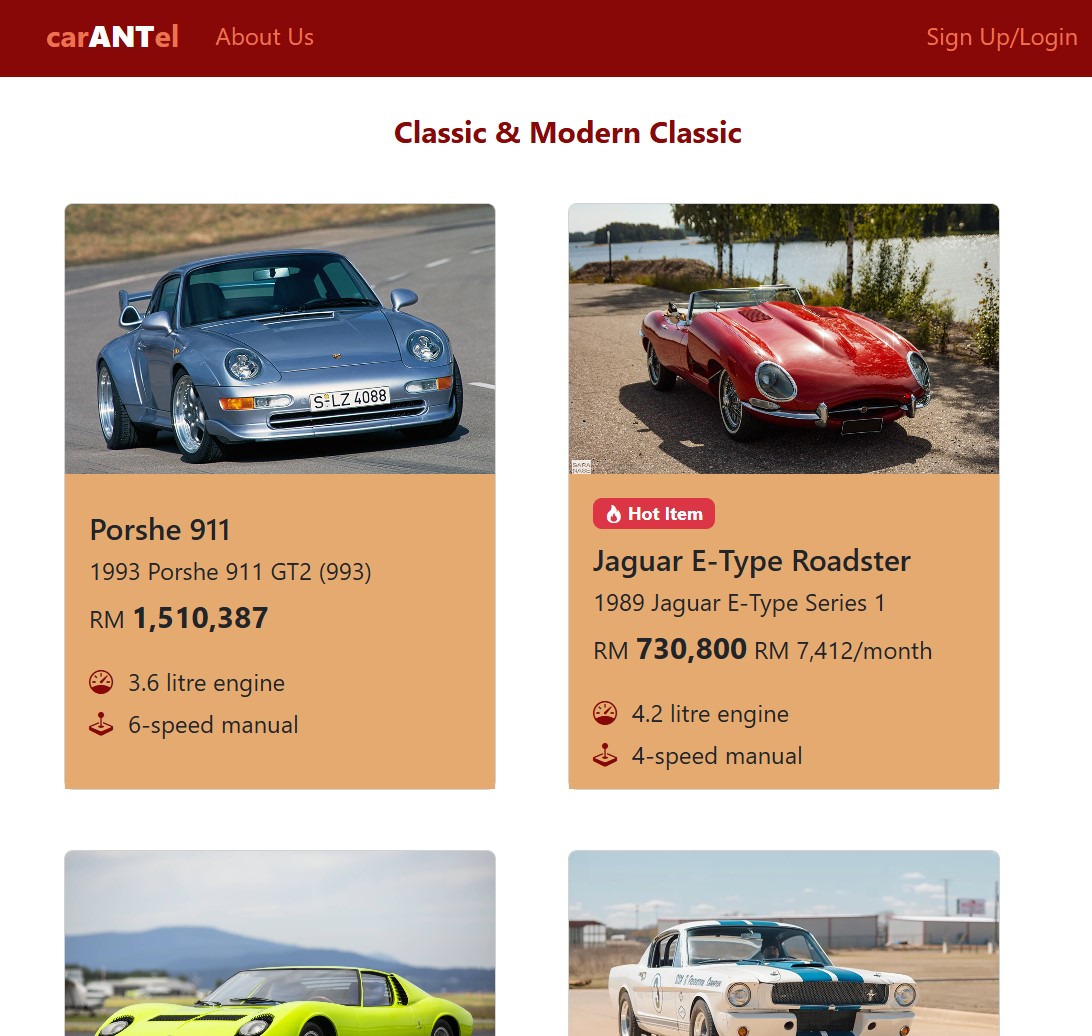 carANTel About Us Sign Up/Login
Classic & Modern Classic
S LZ 4088
Porshe 911
1993 Porshe 911 GT2 (993)
RM 1,510,387
3.6 litre engine
6-speed manual
Hot Item
Jaguar E-Type Roadster
1989 Jaguar E-Type Series 1
RM 730,800 RM 7,412/month
4.2 litre engine
4-speed manual